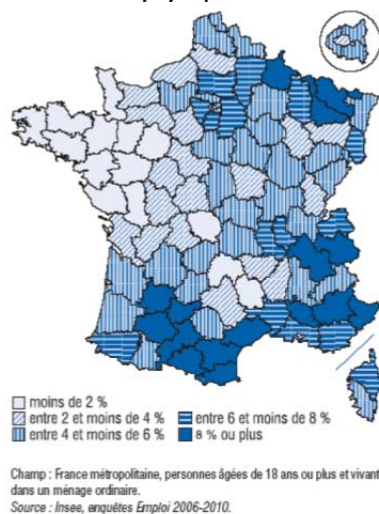 moins de 2 %
entre 2 et moins de 4 %
entre 6 et moins de 8 %
entre 4 et moins de 6 %
8 % ou plus
Champ : France métropolitaine, personnes âgées de 18 ans ou plus et vivant
dans un ménage ordinaire.
Source : Insee, enquêtes Emploi 2006-2010.